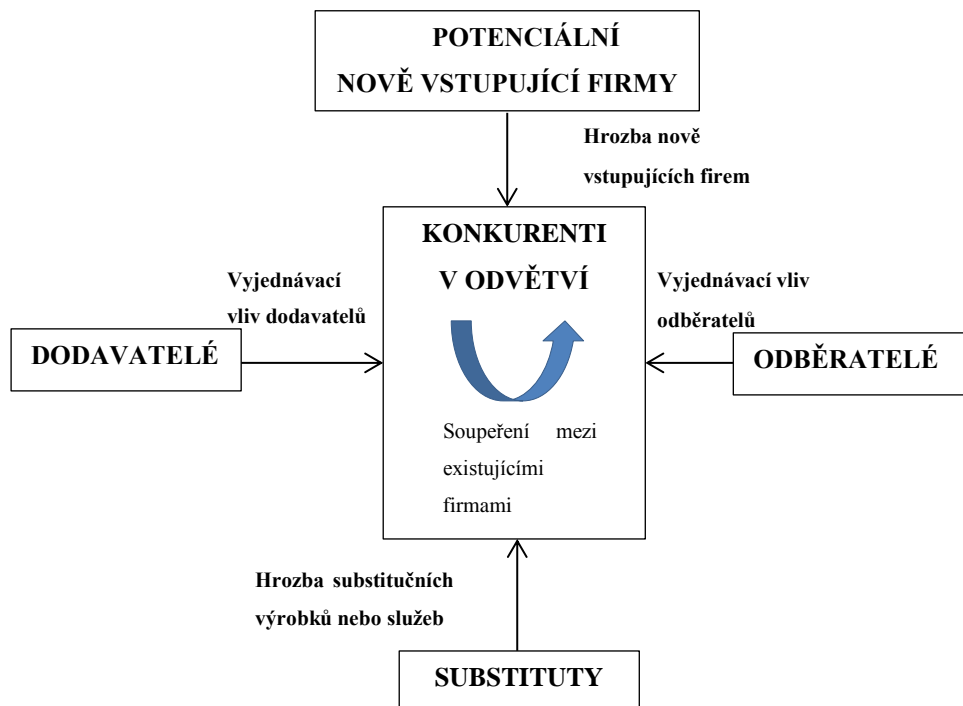 POTENCIÁLNÍ
NOVĚ VSTUPUJÍCÍ FIRMY
Hrozba nově
vstupujících firem
KONKURENTI
V ODVĚTVÍ
Vyjednávací
vliv dodavatelů
Vyjednávací vliv
odběratelů
DODAVATELÉ
ODBĚRATELÉ
Soupeření mezi
existujícími
firmami
Hrozba substitučních
výrobků nebo služeb
SUBSTITUTY